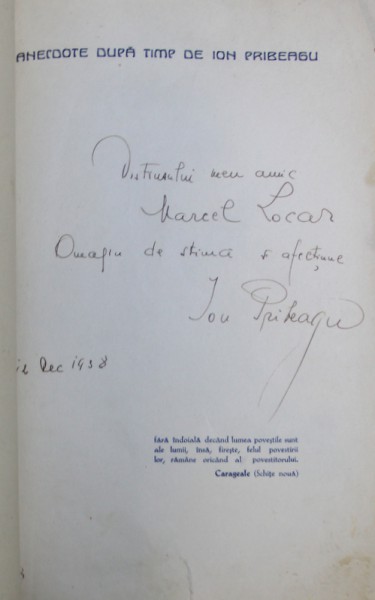 ANECDOTE DUPĂ TIMP DE ION PRIBEAGU
Distinsului meu amic
Marcel Locar
Omagiu de stimă și afecțiune
Ion Pribeagu
12 Dec 1938
fără îndoială decând lumea poveștile sunt
ale lumii, însă, firește, felul povestirii
lor, rămâne oricând al povestitorului.
Caragiale (Schițe nouă)